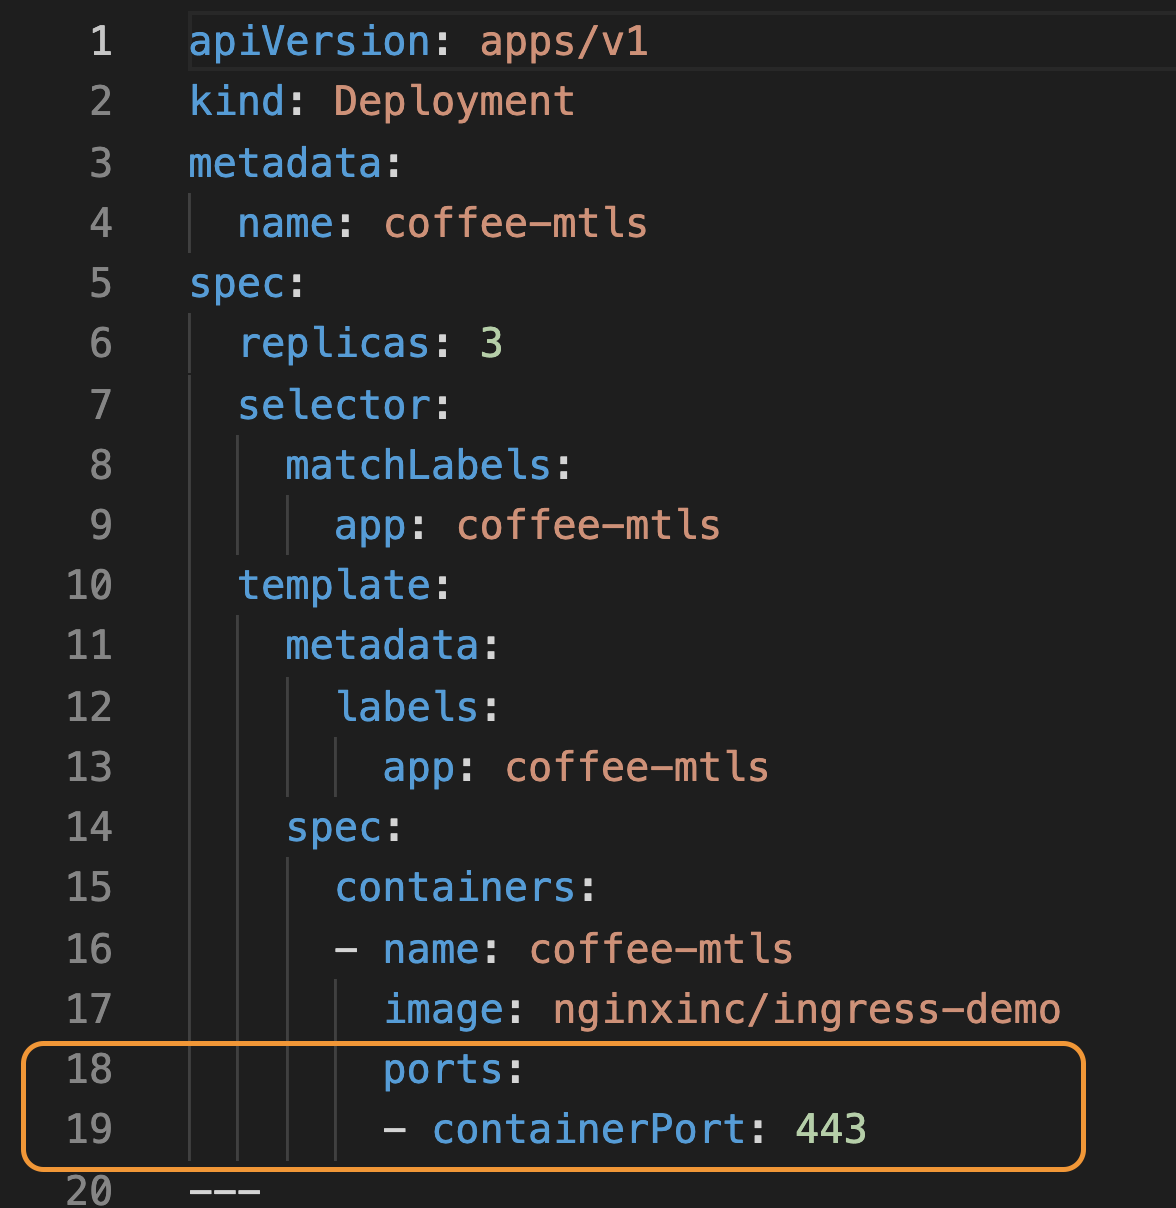 1 apiVersion: apps/v1
2 kind: Deployment
3 metadata:
4   name: coffee-mtls
5 spec:
6   replicas: 3
7   selector:
8     matchLabels:
9       app: coffee-mtls
10   template:
11     metadata:
12       labels:
13         app: coffee-mtls
14     spec:
15       containers:
16       - name: coffee-mtls
17         image: nginxinc/ingress-demo
18         ports:
19         - containerPort: 443
20 ---